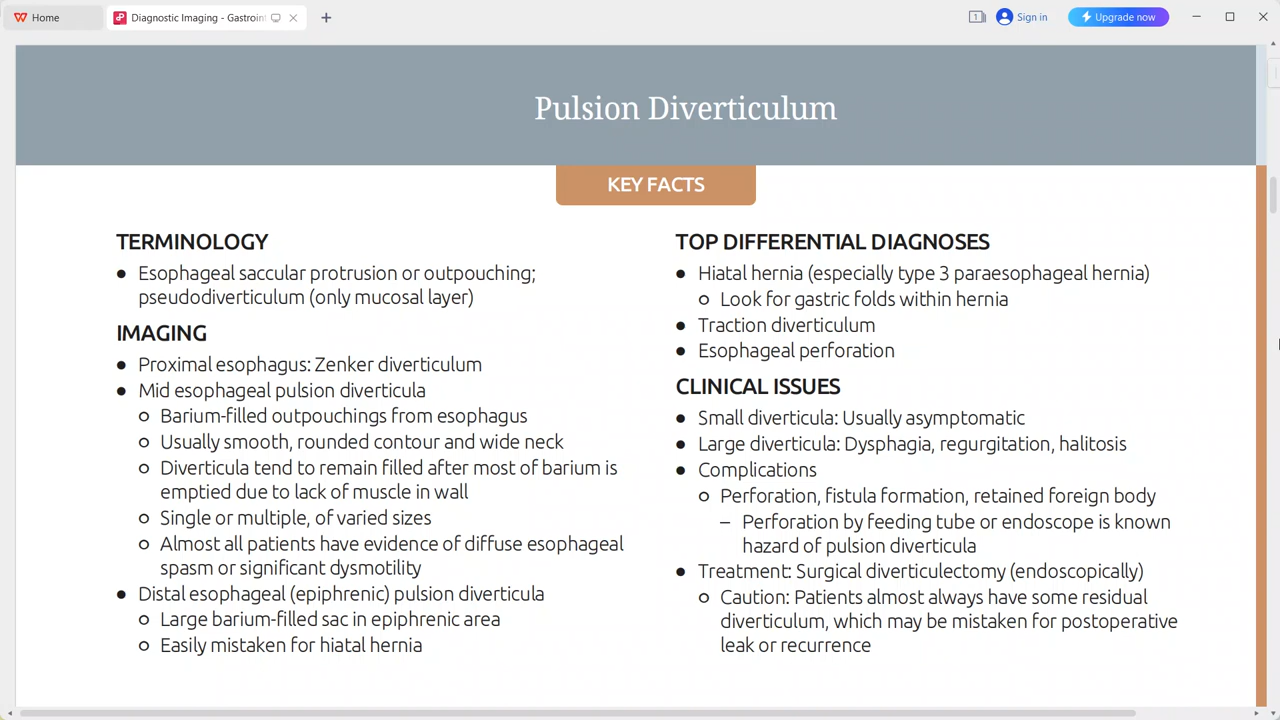 Home
Diagnostic Imaging - Gastroint
1
Sign in
Upgrade now
Pulsion Diverticulum
KEY FACTS
TERMINOLOGY
● Esophageal saccular protrusion or outpouching;
pseudodiverticulum (only mucosal layer)
IMAGING
● Proximal esophagus: Zenker diverticulum
● Mid esophageal pulsion diverticula
○ Barium-filled outpouchings from esophagus
○ Usually smooth, rounded contour and wide neck
○ Diverticula tend to remain filled after most of barium is
emptied due to lack of muscle in wall
○ Single or multiple, of varied sizes
○ Almost all patients have evidence of diffuse esophageal
spasm or significant dysmotility
● Distal esophageal (epiphrenic) pulsion diverticula
○ Large barium-filled sac in epiphrenic area
○ Easily mistaken for hiatal hernia
TOP DIFFERENTIAL DIAGNOSES
● Hiatal hernia (especially type 3 paraesophageal hernia)
○ Look for gastric folds within hernia
● Traction diverticulum
● Esophageal perforation
CLINICAL ISSUES
● Small diverticula: Usually asymptomatic
● Large diverticula: Dysphagia, regurgitation, halitosis
● Complications
○ Perforation, fistula formation, retained foreign body
– Perforation by feeding tube or endoscope is known
hazard of pulsion diverticula
● Treatment: Surgical diverticulectomy (endoscopically)
○ Caution: Patients almost always have some residual
diverticulum, which may be mistaken for postoperative
leak or recurrence